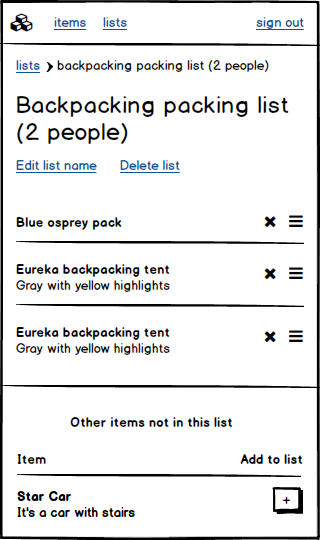 items lists sign out
lists > backpacking packing list (2 people)
Backpacking packing list
(2 people)
Edit list name Delete list
Blue osprey pack
Eureka backpacking tent
Gray with yellow highlights
Eureka backpacking tent
Gray with yellow highlights
Other items not in this list
Item Add to list
Star Car +
It's a car with stairs